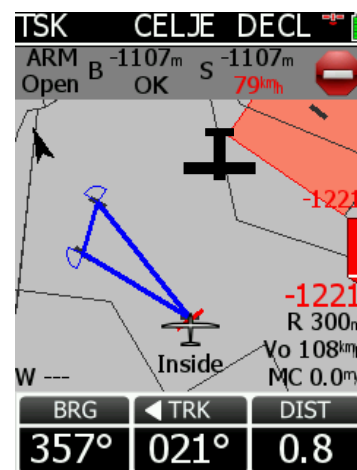 TSK CELJE DECL
ARM B -1107m S -1107m
Open OK 79km/h
-1221
-1221
R 300m
Vo 108km/h
Inside
W --- MC 0.0m/
BRG TRK DIST
357° 021° 0.8